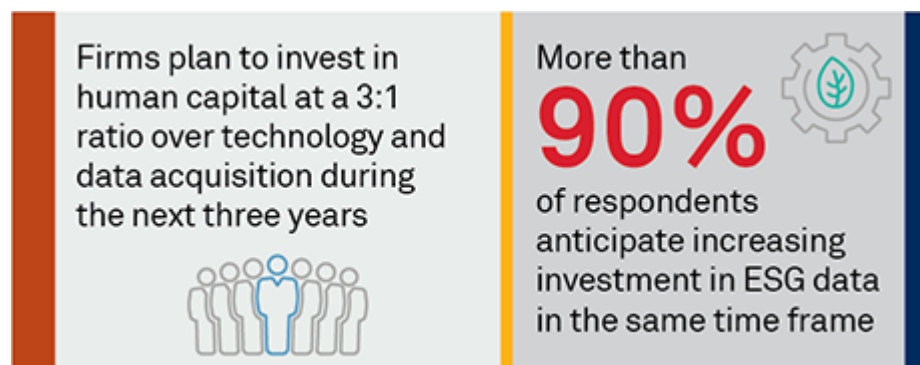 Firms plan to invest in
human capital at a 3:1
ratio over technology and
data acquisition during
the next three years
More than
90%
of respondents
anticipate increasing
investment in ESG data
in the same time frame